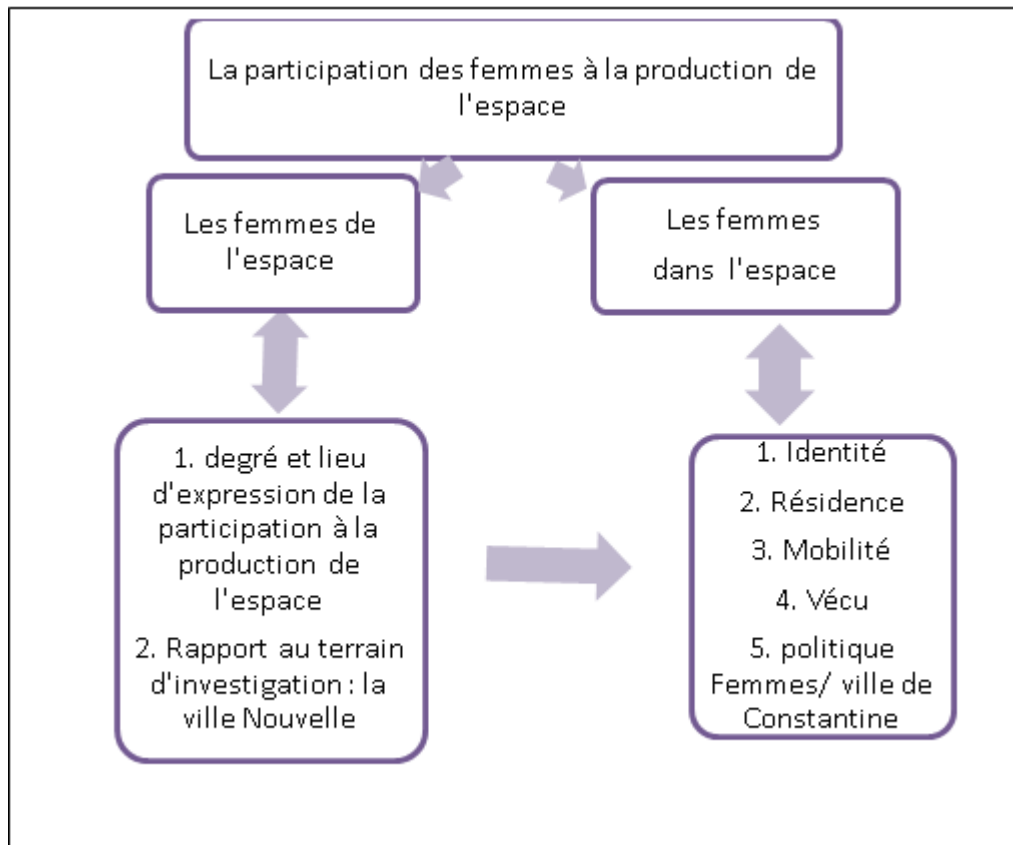 La participation des femmes à la production de
l'espace
Les femmes de
l'espace
Les femmes
dans l'espace
1. degré et lieu
d'expression de la
participation à la
production de
l'espace
2. Rapport au terrain
d'investigation : la
ville Nouvelle
1. Identité
2. Résidence
3. Mobilité
4. Vécu
5. politique
Femmes/ ville de
Constantine